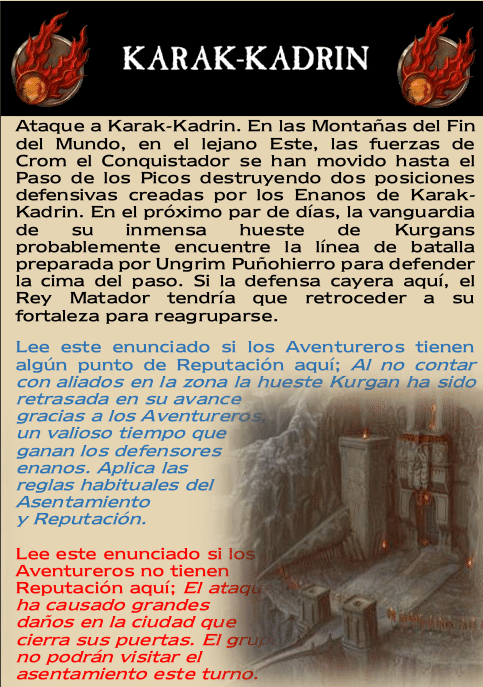 KARAK-KADRIN
Ataque a Karak-Kadrin. En las Montañas del Fin
del Mundo, en el lejano Este, las fuerzas de
Crom el Conquistador se han movido hasta el
Paso de los Picos destruyendo dos posiciones
defensivas creadas por los Enanos de Karak-
Kadrin. En el próximo par de días, la vanguardia
de su inmensa hueste de Kurgans
probablemente encuentre la línea de batalla
preparada por Ungrim Puñohierro para defender
la cima del paso. Si la defensa cayera aquí, el
Rey Matador tendría que retroceder a su
fortaleza para reagruparse.
Lee este enunciado si los Aventureros tienen
algún punto de Reputación aquí; Al no contar
con aliados en la zona la hueste Kurgan ha sido
retrasada en su avance
gracias a los Aventureros,
un valioso tiempo que
ganan los defensores
enanos. Aplica las
reglas habituales del
Asentamiento
y Reputación.
Lee este enunciado si los
Aventureros no tienen
Reputación aquí; El ataque
ha causado grandes
daños en la ciudad que
cierra sus puertas. El grupo
no podrán visitar el
asentamiento este turno.